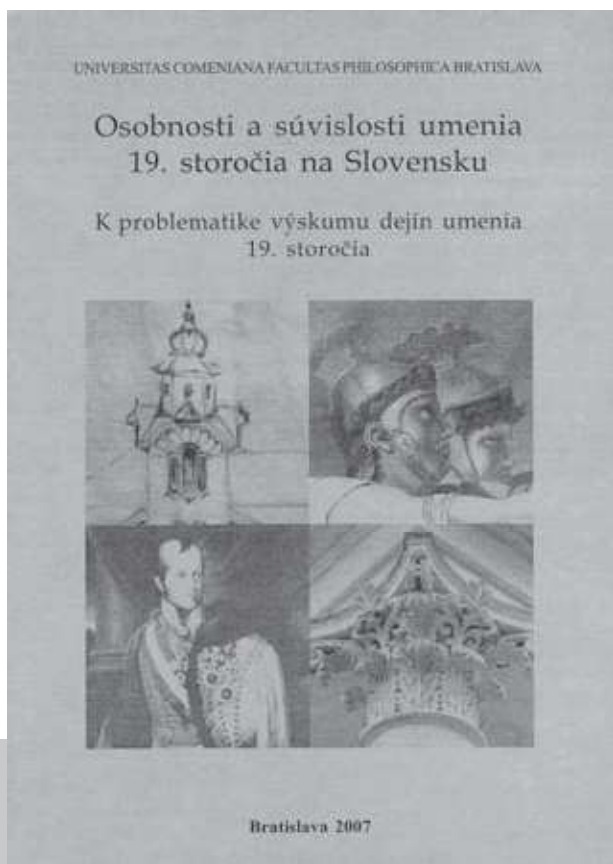 UNIVERSITAS COMENIANA FACULTAS PHILOSOPHICA BRATISLAVA
Osobnosti a súvislosti umenia
19. storočia na Slovensku
K problematike výskumu dejín umenia
19. storočia
Bratislava 2007